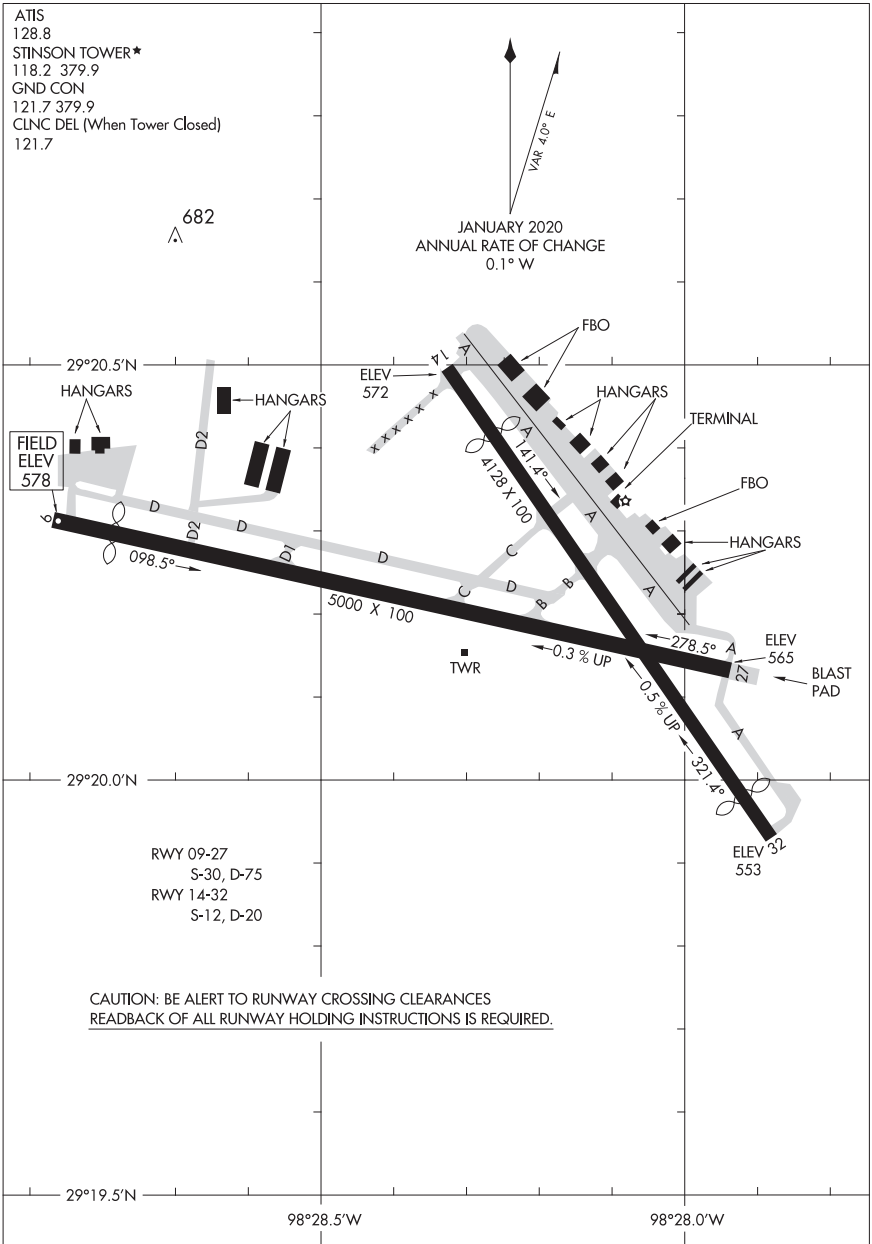 ATIS
128.8
STINSON TOWER★
118.2 379.9
GND CON
121.7 379.9
CLNC DEL (When Tower Closed)
121.7
682
VAR 4.0° E
JANUARY 2020
ANNUAL RATE OF CHANGE
0.1° W
29°20.5'N
HANGARS
FIELD
ELEV
578
D2
HANGARS
ELEV
572
14
A
FBO
HANGARS
TERMINAL
FBO
HANGARS
x x x x x x
A
141.4°
4128 X 100
A
A
9
D
D
D2
D1
D
D
C
C
B
B
098.5°
5000 X 100
TWR
0.3 % UP
278.5°
A
ELEV
565
27
BLAST
PAD
0.5 % UP
A
321.4°
29°20.0'N
ELEV
553
32
RWY 09-27
S-30, D-75
RWY 14-32
S-12, D-20
CAUTION: BE ALERT TO RUNWAY CROSSING CLEARANCES
READBACK OF ALL RUNWAY HOLDING INSTRUCTIONS IS REQUIRED.
29°19.5'N
98°28.5'W
98°28.0'W